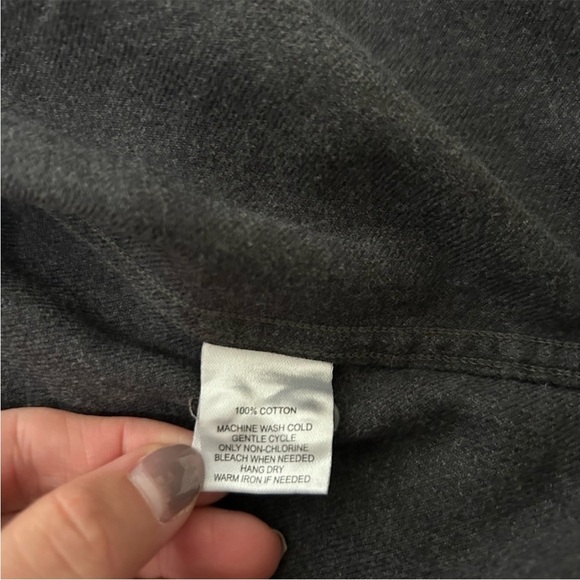 100% COTTON
MACHINE WASH COLD
GENTLE CYCLE
ONLY NON-CHLORINE
BLEACH WHEN NEEDED
HANG DRY
WARM IRON IF NEEDED